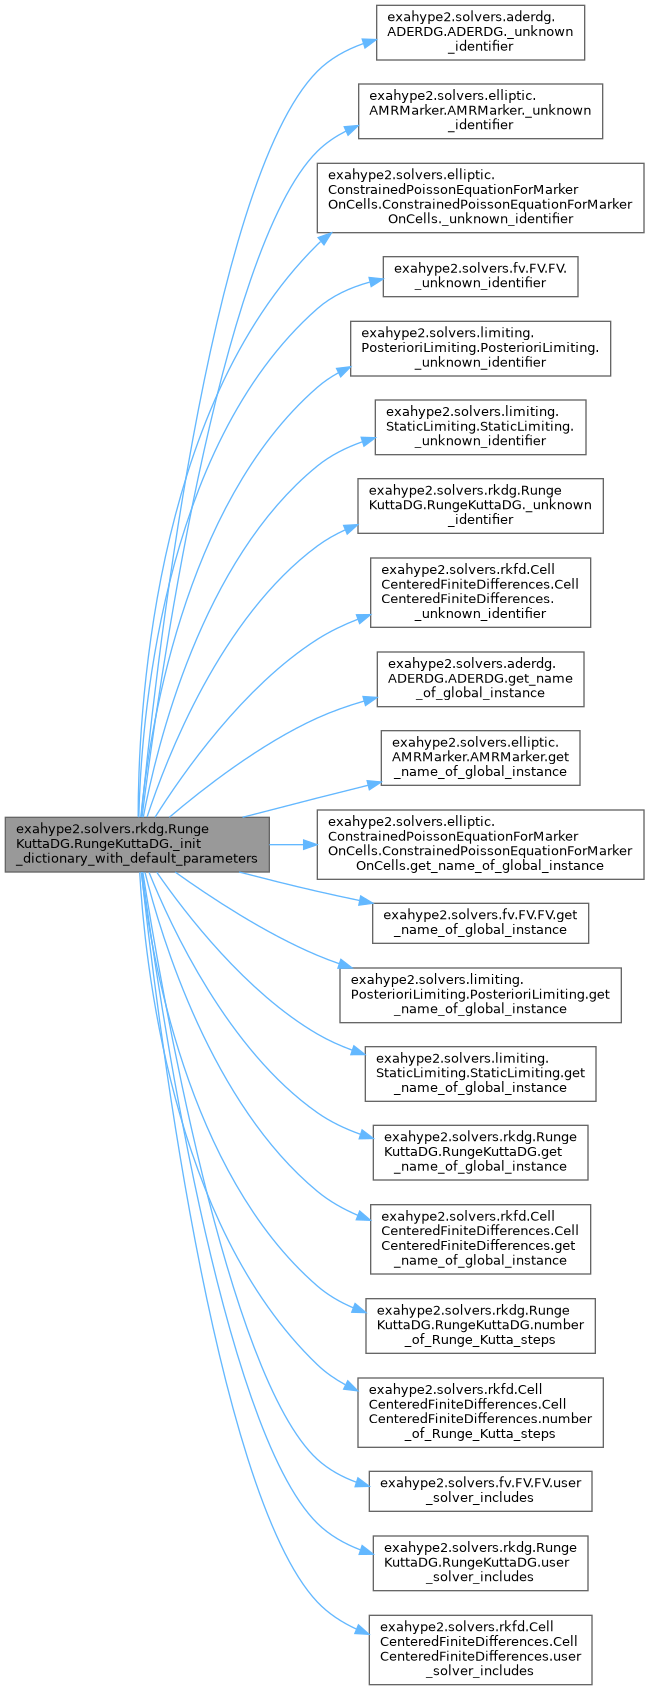 exahype2.solvers.aderdg.
ADERDG.ADERDG._unknown
_identifier
exahype2.solvers.elliptic.
AMRMarker.AMRMarker._unknown
_identifier
exahype2.solvers.elliptic.
ConstrainedPoissonEquationForMarker
OnCells.ConstrainedPoissonEquationForMarker
OnCells._unknown_identifier
exahype2.solvers.fv.FV.FV.
_unknown_identifier
exahype2.solvers.limiting.
PosterioriLimiting.PosterioriLimiting.
_unknown_identifier
exahype2.solvers.limiting.
StaticLimiting.StaticLimiting.
_unknown_identifier
exahype2.solvers.rkdg.Runge
KuttaDG.RungeKuttaDG._unknown
_identifier
exahype2.solvers.rkfd.Cell
CenteredFiniteDifferences.Cell
CenteredFiniteDifferences.
_unknown_identifier
exahype2.solvers.aderdg.
ADERDG.ADERDG.get_name
_of_global_instance
exahype2.solvers.elliptic.
AMRMarker.AMRMarker.get
_name_of_global_instance
exahype2.solvers.rkdg.Runge
KuttaDG.RungeKuttaDG._init
_dictionary_with_default_parameters
exahype2.solvers.elliptic.
ConstrainedPoissonEquationForMarker
OnCells.ConstrainedPoissonEquationForMarker
OnCells.get_name_of_global_instance
exahype2.solvers.fv.FV.FV.get
_name_of_global_instance
exahype2.solvers.limiting.
PosterioriLimiting.PosterioriLimiting.get
_name_of_global_instance
exahype2.solvers.limiting.
StaticLimiting.StaticLimiting.get
_name_of_global_instance
exahype2.solvers.rkdg.Runge
KuttaDG.RungeKuttaDG.get
_name_of_global_instance
exahype2.solvers.rkfd.Cell
CenteredFiniteDifferences.Cell
CenteredFiniteDifferences.get
_name_of_global_instance
exahype2.solvers.rkdg.Runge
KuttaDG.RungeKuttaDG.number
_of_Runge_Kutta_steps
exahype2.solvers.rkfd.Cell
CenteredFiniteDifferences.Cell
CenteredFiniteDifferences.number
_of_Runge_Kutta_steps
exahype2.solvers.fv.FV.FV.user
_solver_includes
exahype2.solvers.rkdg.Runge
KuttaDG.RungeKuttaDG.user
_solver_includes
exahype2.solvers.rkfd.Cell
CenteredFiniteDifferences.Cell
CenteredFiniteDifferences.user
_solver_includes